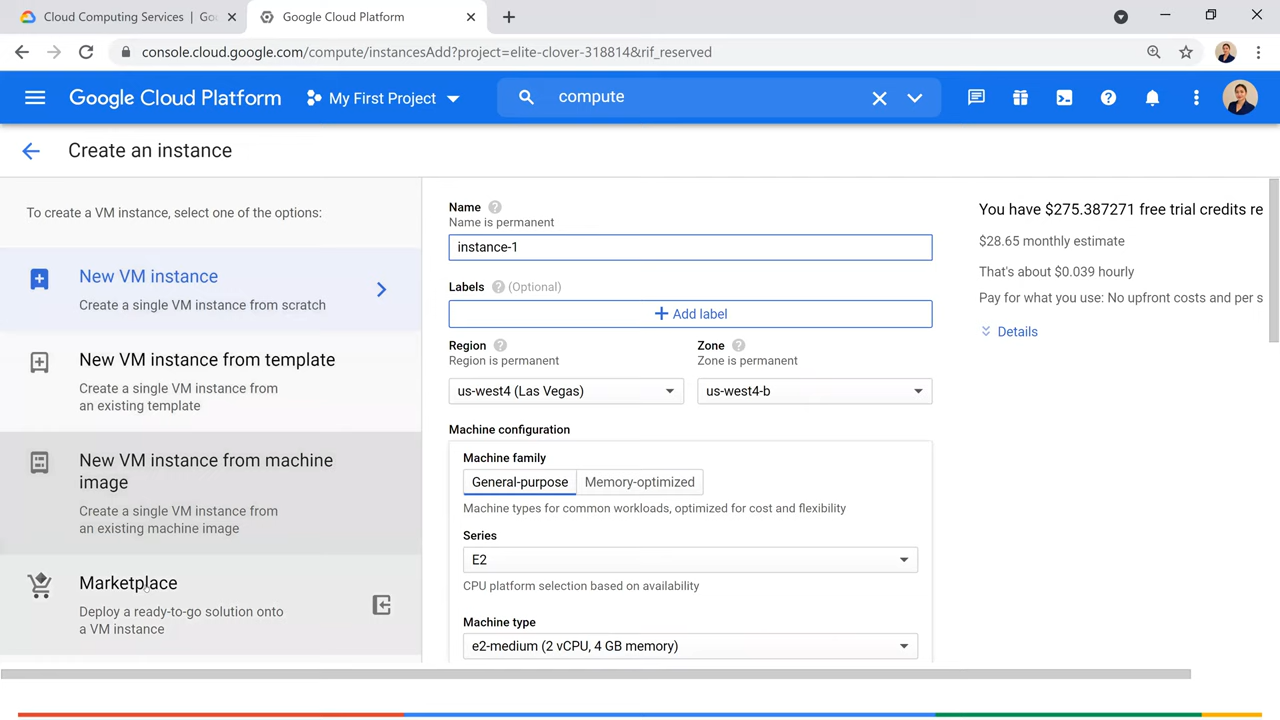 Cloud Computing Services | Goo
Google Cloud Platform
console.cloud.google.com/compute/instancesAdd?project=elite-clover-318814&rif_reserved
Google Cloud Platform
My First Project
compute
Create an instance
To create a VM instance, select one of the options:
New VM instance
Create a single VM instance from scratch
New VM instance from template
Create a single VM instance from
an existing template
New VM instance from machine
image
Create a single VM instance from
an existing machine image
Marketplace
Deploy a ready-to-go solution onto
a VM instance
Name
Name is permanent
instance-1
Labels (Optional)
Add label
Region
Region is permanent
us-west4 (Las Vegas)
Zone
Zone is permanent
us-west4-b
Machine configuration
Machine family
General-purpose
Memory-optimized
Machine types for common workloads, optimized for cost and flexibility
Series
E2
CPU platform selection based on availability
Machine type
e2-medium (2 vCPU, 4 GB memory)
You have $275.387271 free trial credits re
$28.65 monthly estimate
That's about $0.039 hourly
Pay for what you use: No upfront costs and per s
Details